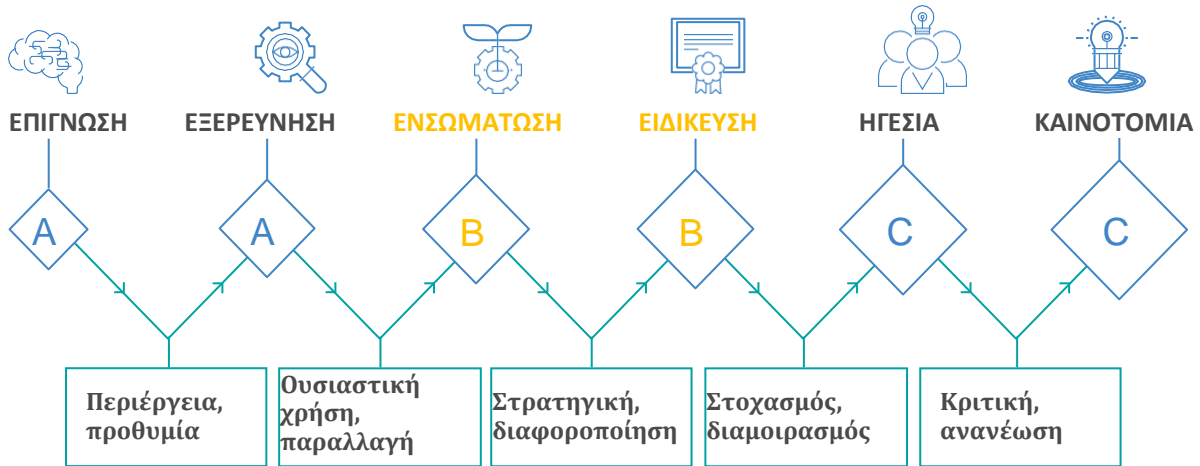 ΕΠΙΓΝΩΣΗ
ΕΞΕΡΕΥΝΗΣΗ
ΕΝΣΩΜΑΤΩΣΗ
ΕΙΔΙΚΕΥΣΗ
ΗΓΕΣΙΑ
ΚΑΙΝΟΤΟΜΙΑ
A
A
B
B
C
C
Περιέργεια,
προθυμία
Ουσιαστική
χρήση,
παραλλαγή
Στρατηγική,
διαφοροποίηση
Στοχασμός,
διαμοιρασμός
Κριτική,
ανανέωση